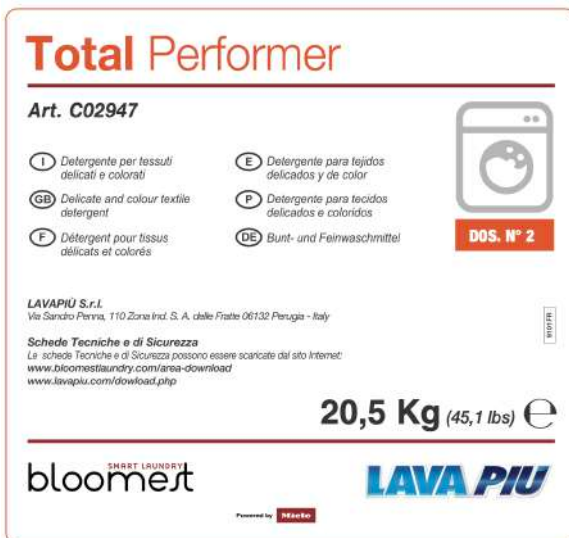 Total Performer
Art. C02947
I Detergente per tessuti
delicati e colorati
GB Delicate and colour textile
detergent
F Détergent pour tissus
délicats et colorés
E Detergente para tejidos
delicados y de color
P Detergente para tecidos
delicados e coloridos
DE Bunt- und Feinwaschmittel
DOS. N° 2
LAVAPIÙ S.r.l.
Via Sandro Penna, 110 Zona Ind. S. A. delle Fratte 06132 Perugia - Italy
Schede Tecniche e di Sicurezza
Le schede Tecniche e di Sicurezza possono essere scaricate dal sito Internet:
www.bloomestlaundry.com/area-download
www.lavapiu.com/dowload.php
9101FR
20,5 Kg (45,1 lbs) ℮
SMART LAUNDRY
bloomest
LAVA PIU
Powered by Miele